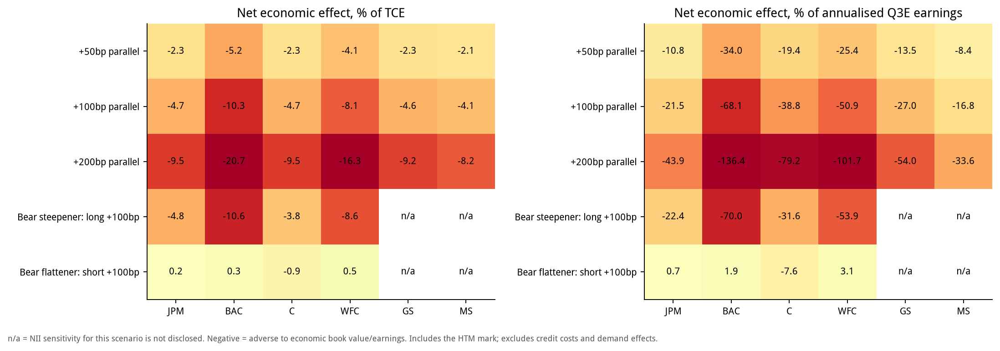 Net economic effect, % of TCE
+50bp parallel -2.3 -5.2 -2.3 -4.1 -2.3 -2.1
+100bp parallel -4.7 -10.3 -4.7 -8.1 -4.6 -4.1
+200bp parallel -9.5 -20.7 -9.5 -16.3 -9.2 -8.2
Bear steepener: long +100bp -4.8 -10.6 -3.8 -8.6 n/a n/a
Bear flattener: short +100bp 0.2 0.3 -0.9 0.5 n/a n/a
JPM BAC C WFC GS MS
Net economic effect, % of annualised Q3E earnings
+50bp parallel -10.8 -34.0 -19.4 -25.4 -13.5 -8.4
+100bp parallel -21.5 -68.1 -38.8 -50.9 -27.0 -16.8
+200bp parallel -43.9 -136.4 -79.2 -101.7 -54.0 -33.6
Bear steepener: long +100bp -22.4 -70.0 -31.6 -53.9 n/a n/a
Bear flattener: short +100bp 0.7 1.9 -7.6 3.1 n/a n/a
JPM BAC C WFC GS MS
n/a = NII sensitivity for this scenario is not disclosed. Negative = adverse to economic book value/earnings. Includes the HTM mark; excludes credit costs and demand effects.